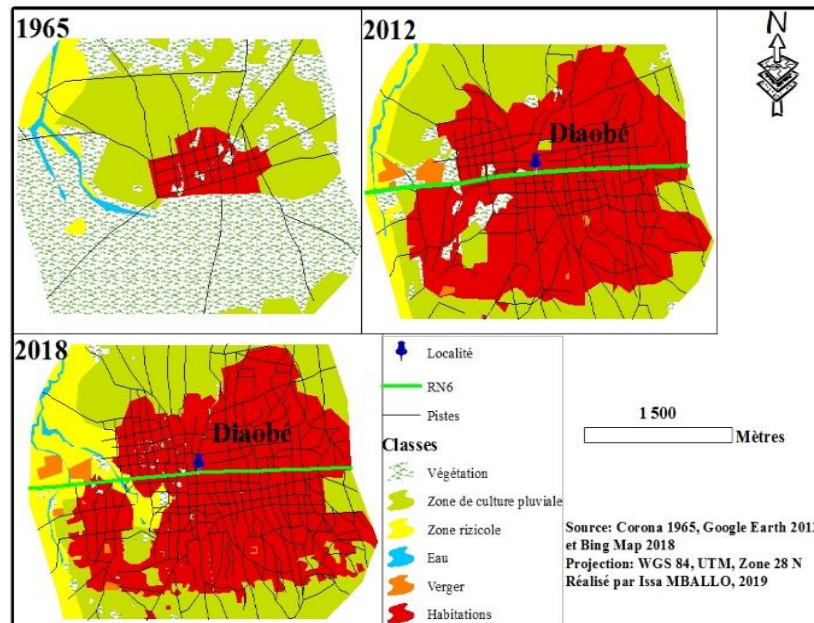 1965
2012
N
Diaobé
2018
Diaobé
Localité
RN6
Pistes
Classes
Végétation
Zone de culture pluviale
Zone rizicole
Eau
Verger
Habitations
1 500
Mètres
Source: Corona 1965, Google Earth 201
et Bing Map 2018
Projection: WGS 84, UTM, Zone 28 N
Réalisé par Issa MBALLO, 2019